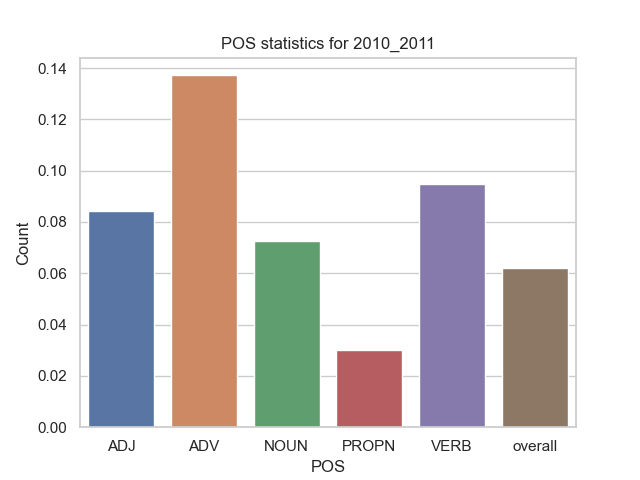 POS statistics for 2010_2011
0.14
0.12
0.10
0.08
0.06
0.04
0.02
0.00
Count
ADJ ADV NOUN PROPN VERB overall
POS